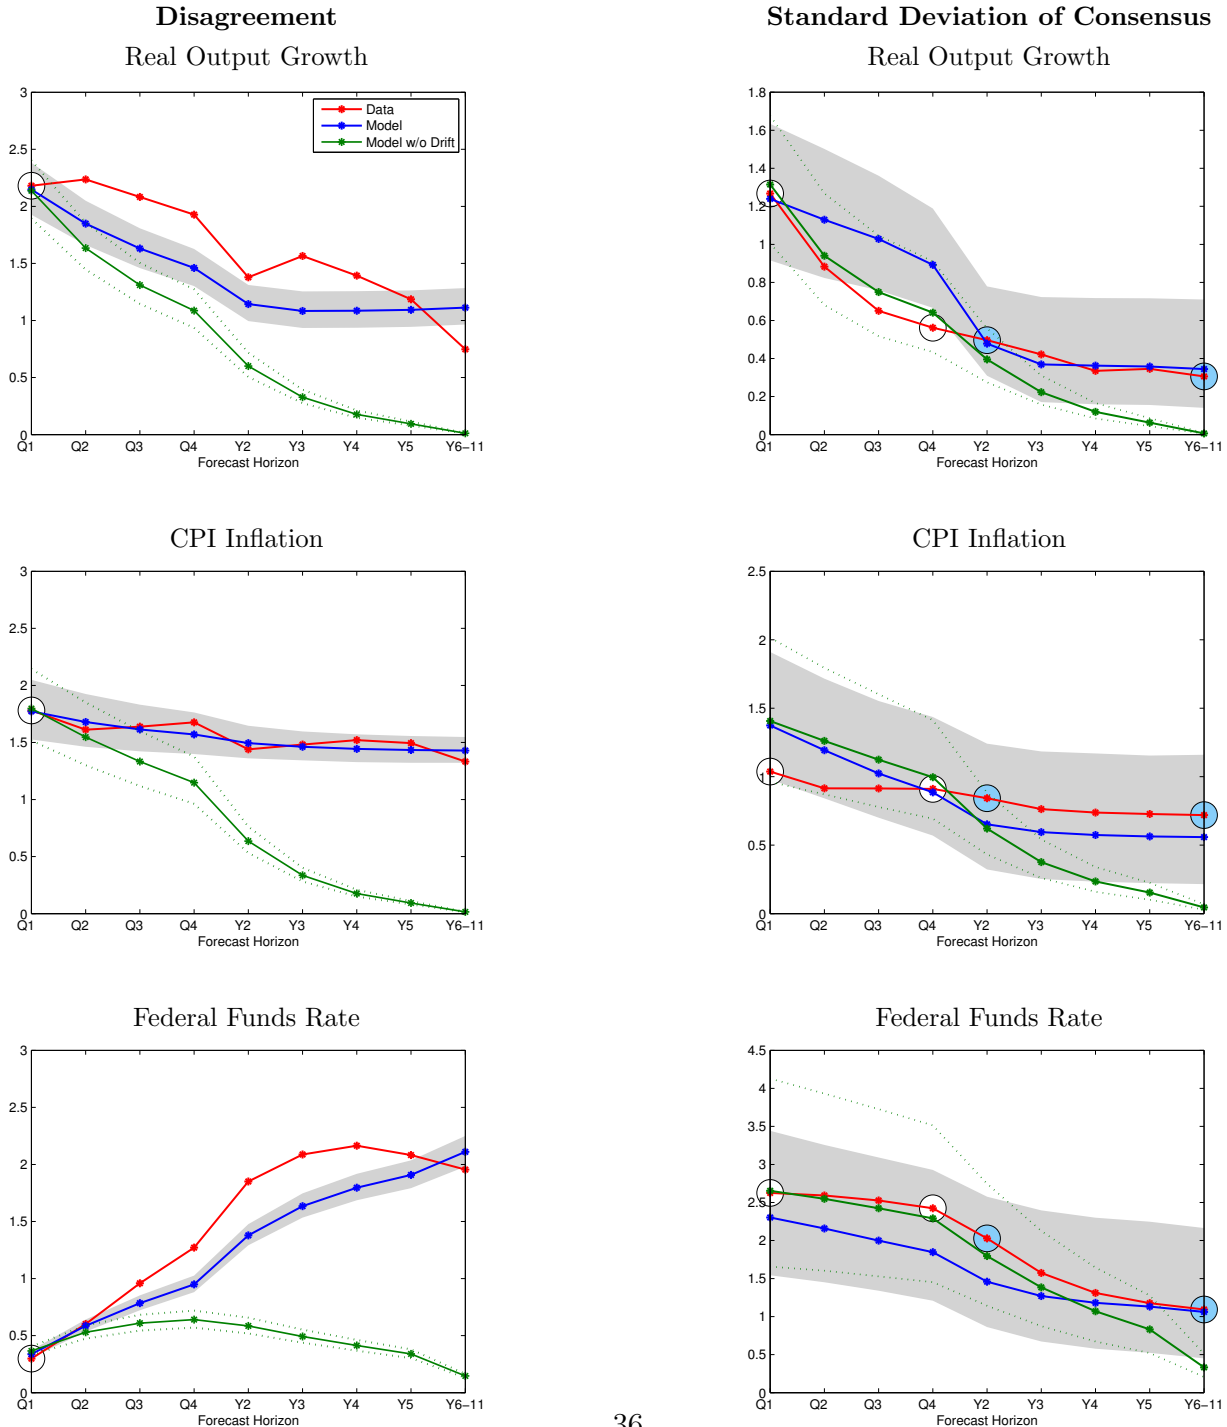 Disagreement
Real Output Growth
3
2.5
2
1.5
1
0.5
0
Data
Model
Model w/o Drift
Q1 Q2 Q3 Q4 Y2 Y3 Y4 Y5 Y6−11
Forecast Horizon
Standard Deviation of Consensus
Real Output Growth
1.8
1.6
1.4
1.2
1
0.8
0.6
0.4
0.2
0
Q1 Q2 Q3 Q4 Y2 Y3 Y4 Y5 Y6−11
Forecast Horizon
CPI Inflation
3
2.5
2
1.5
1
0.5
0
Q1 Q2 Q3 Q4 Y2 Y3 Y4 Y5 Y6−11
Forecast Horizon
CPI Inflation
2.5
2
1.5
1
0.5
0
Q1 Q2 Q3 Q4 Y2 Y3 Y4 Y5 Y6−11
Forecast Horizon
Federal Funds Rate
3
2.5
2
1.5
1
0.5
0
Q1 Q2 Q3 Q4 Y2 Y3 Y4 Y5 Y6−11
Forecast Horizon
Federal Funds Rate
4.5
4
3.5
3
2.5
2
1.5
1
0.5
0
Q1 Q2 Q3 Q4 Y2 Y3 Y4 Y5 Y6−11
Forecast Horizon
36